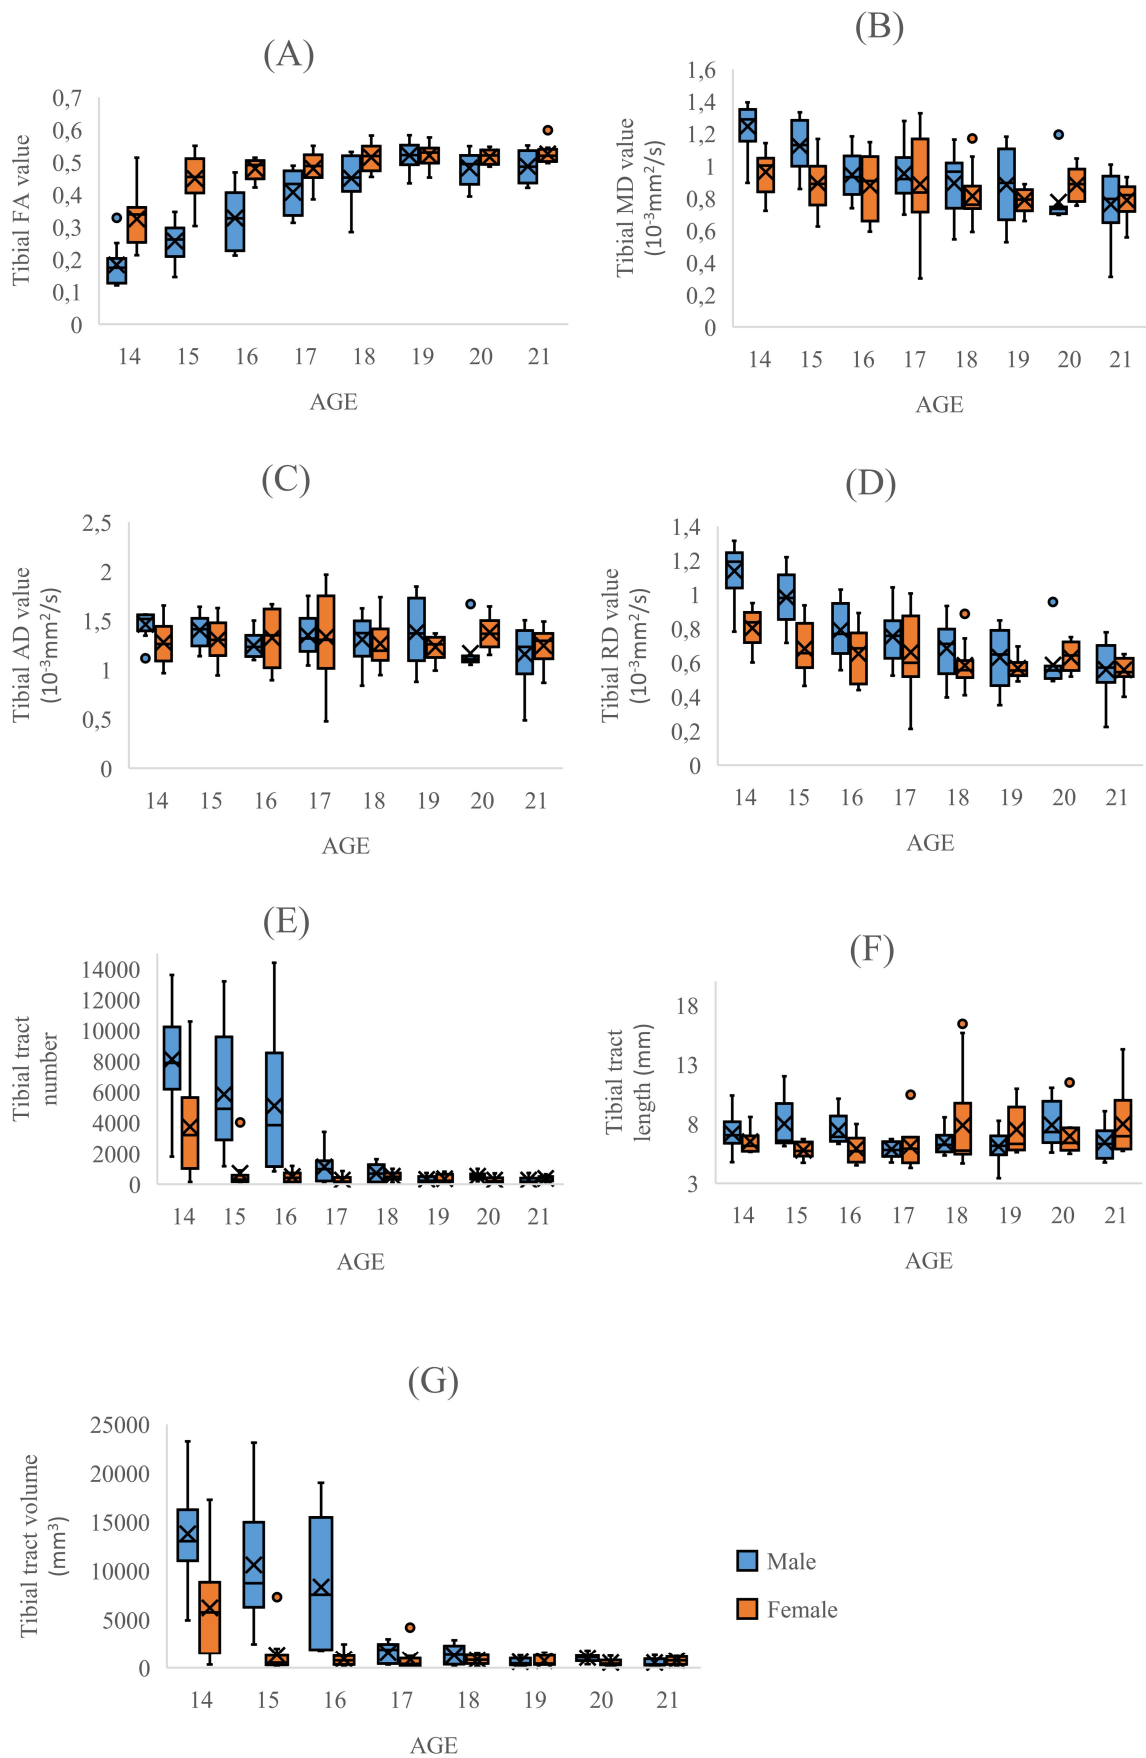 (A)
Tibial FA value
0,7
0,6
0,5
0,4
0,3
0,2
0,1
0
14 15 16 17 18 19 20 21
AGE
(B)
Tibial MD value
(10⁻³mm²/s)
1,6
1,4
1,2
1
0,8
0,6
0,4
0,2
0
14 15 16 17 18 19 20 21
AGE
(C)
Tibial AD value
(10⁻³mm²/s)
2,5
2
1,5
1
0,5
0
14 15 16 17 18 19 20 21
AGE
(D)
Tibial RD value
(10⁻³mm²/s)
1,4
1,2
1
0,8
0,6
0,4
0,2
0
14 15 16 17 18 19 20 21
AGE
(E)
Tibial tract
number
14000
12000
10000
8000
6000
4000
2000
0
14 15 16 17 18 19 20 21
AGE
(F)
Tibial tract
length (mm)
18
13
8
3
14 15 16 17 18 19 20 21
AGE
(G)
Tibial tract volume
(mm³)
25000
20000
15000
10000
5000
0
14 15 16 17 18 19 20 21
AGE
Male
Female